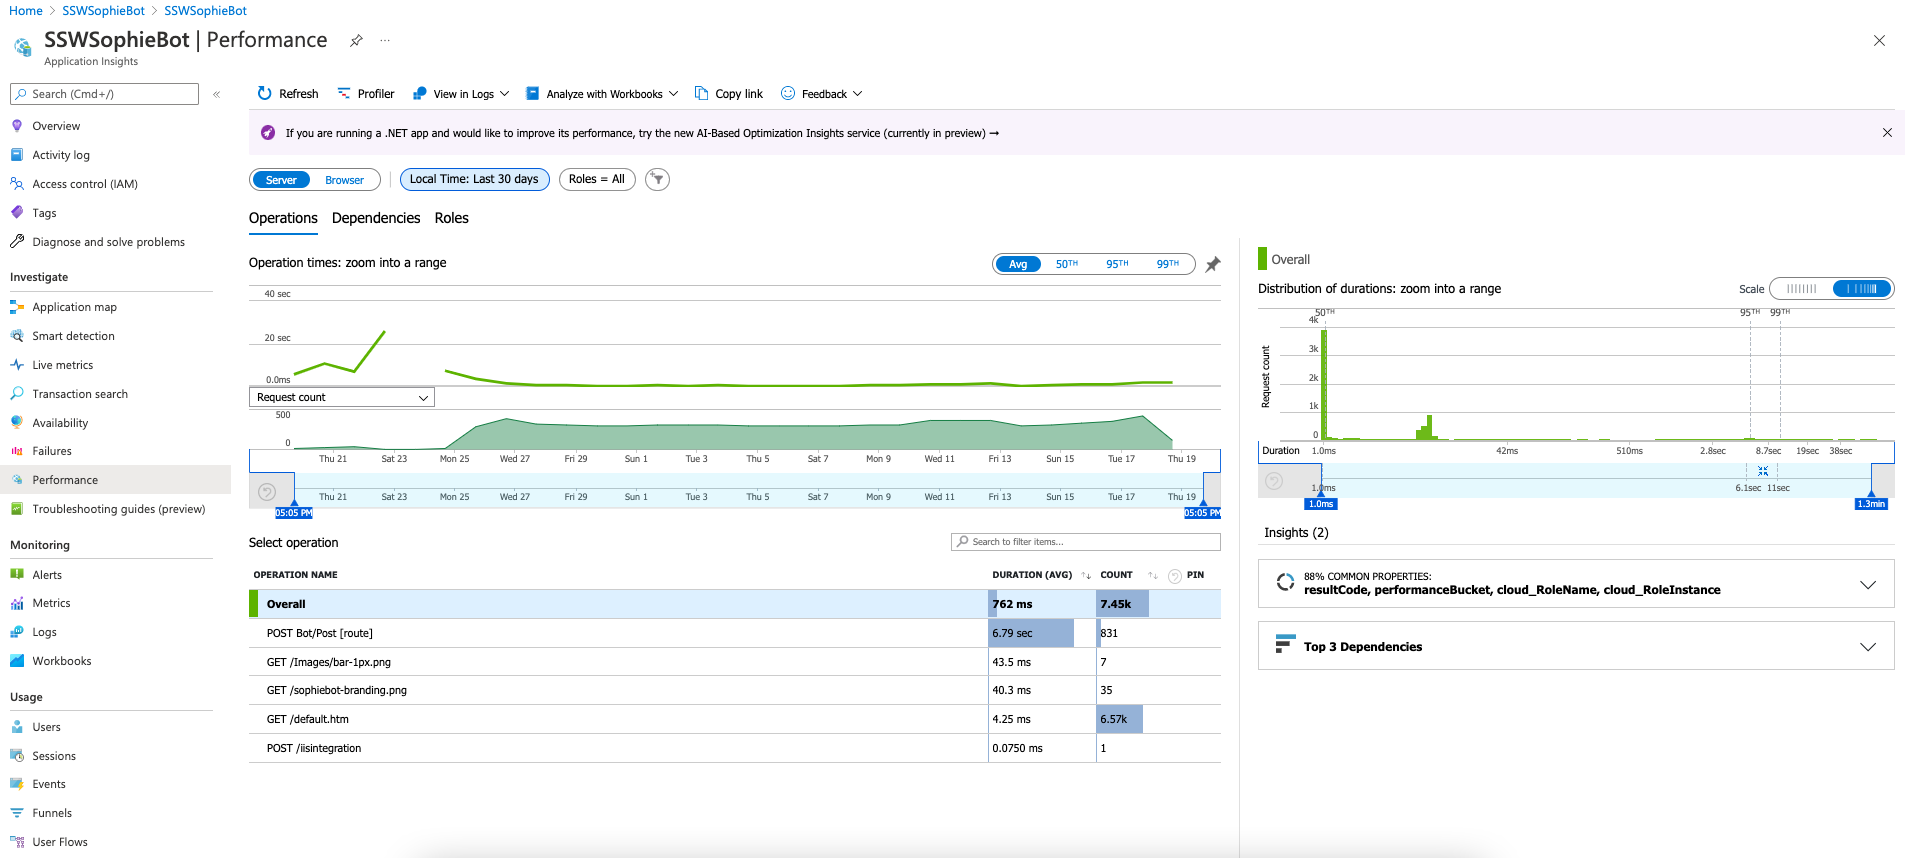 Home > SSWSophieBot > SSWSophieBot
SSWSophieBot | Performance ...
Application Insights
Search (Cmd+/) «
Overview
Activity log
Access control (IAM)
Tags
Diagnose and solve problems
Investigate
Application map
Smart detection
Live metrics
Transaction search
Availability
Failures
Performance
Troubleshooting guides (preview)
Monitoring
Alerts
Metrics
Logs
Workbooks
Usage
Users
Sessions
Events
Funnels
User Flows
Refresh Profiler View in Logs Analyze with Workbooks Copy link Feedback
If you are running a .NET app and would like to improve its performance, try the new AI-Based Optimization Insights service (currently in preview) →
Server Browser Local Time: Last 30 days Roles = All
Operations Dependencies Roles
Operation times: zoom into a range Avg 50TH 95TH 99TH
40 sec
20 sec
0.0ms
Request count
500
0
Thu 21 Sat 23 Mon 25 Wed 27 Fri 29 Sun 1 Tue 3 Thu 5 Sat 7 Mon 9 Wed 11 Fri 13 Sun 15 Tue 17 Thu 19
Thu 21 Sat 23 Mon 25 Wed 27 Fri 29 Sun 1 Tue 3 Thu 5 Sat 7 Mon 9 Wed 11 Fri 13 Sun 15 Tue 17 Thu 19
05:05 PM 05:05 PM
Select operation Search to filter items...
OPERATION NAME DURATION (AVG) COUNT PIN
Overall 762 ms 7.45k
POST Bot/Post [route] 6.79 sec 831
GET /Images/bar-1px.png 43.5 ms 7
GET /sophiebot-branding.png 40.3 ms 35
GET /default.htm 4.25 ms 6.57k
POST /iisintegration 0.0750 ms 1
Overall
Distribution of durations: zoom into a range Scale
50TH 95TH 99TH
Request count
4k
3k
2k
1k
0
Duration 1.0ms 42ms 510ms 2.8sec 8.7sec 19sec 38sec
1.0ms 6.1sec 11sec
1.0ms 1.3min
Insights (2)
88% COMMON PROPERTIES:
resultCode, performanceBucket, cloud_RoleName, cloud_RoleInstance
Top 3 Dependencies